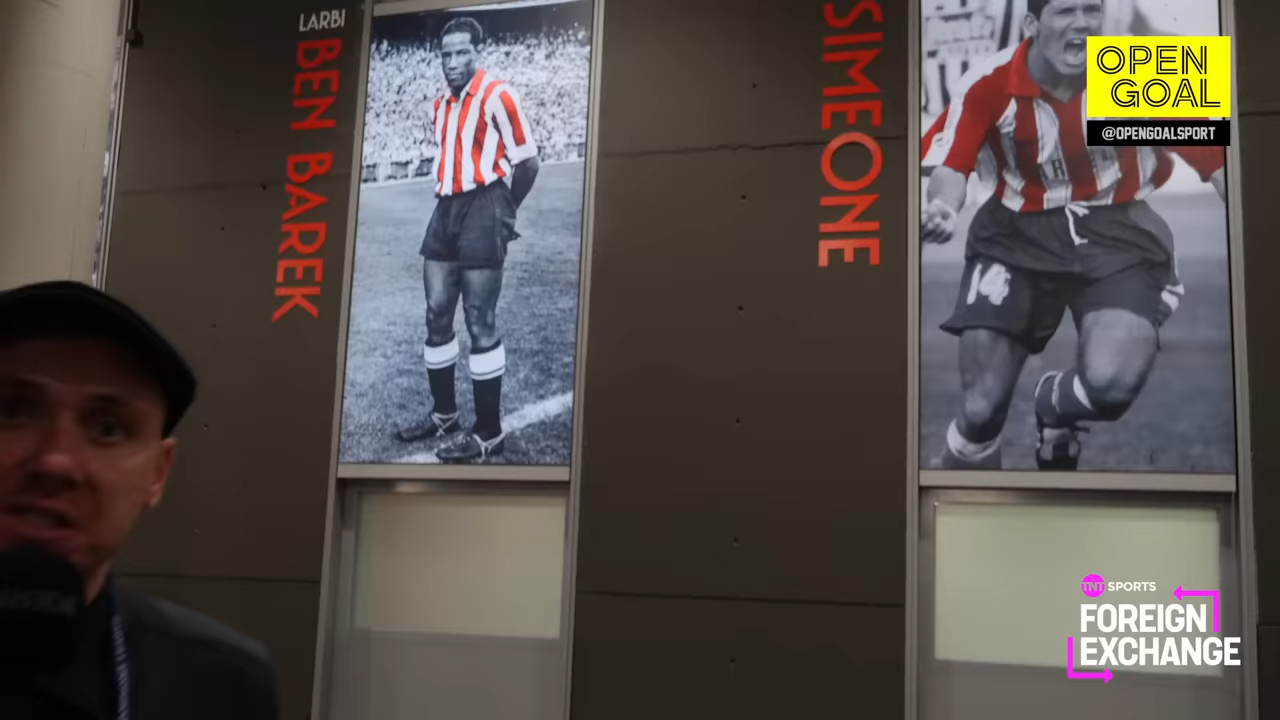 LARBI
BEN BAREK
SIMEONE
14
OPEN
GOAL
@OPENGOALSPORT
TNT SPORTS
FOREIGN
EXCHANGE